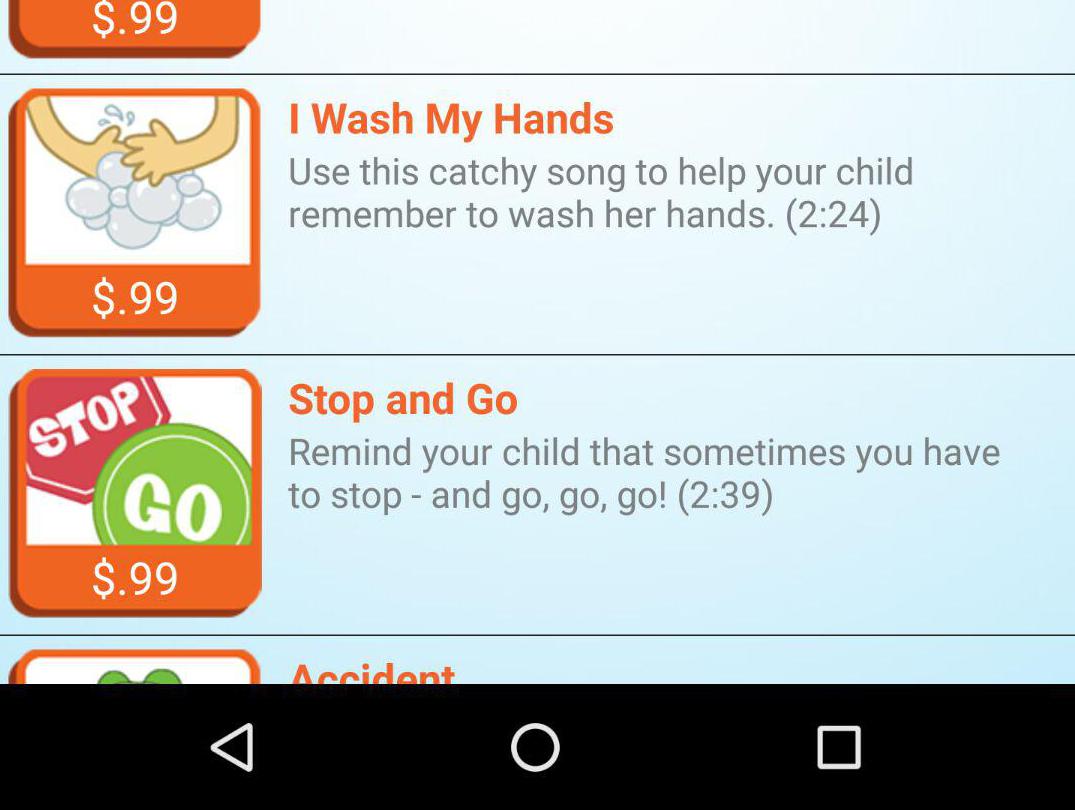 $.99
I Wash My Hands
Use this catchy song to help your child
remember to wash her hands. (2:24)
$.99
Stop and Go
Remind your child that sometimes you have
to stop - and go, go, go! (2:39)
STOP
GO
$.99
Accident